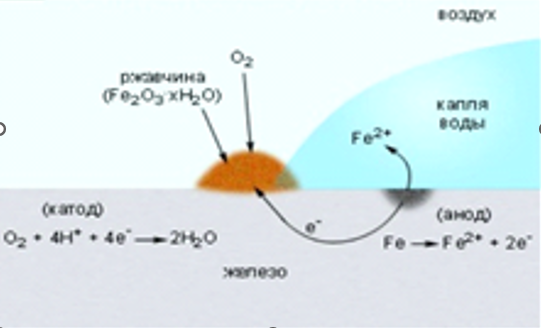 воздух
O₂
ржавчина
(Fe₂O₃·xH₂O)
капля
воды
Fe²⁺
(катод)
(анод)
O₂ + 4H⁺ + 4e⁻ → 2H₂O
e⁻
Fe → Fe²⁺ + 2e⁻
железо